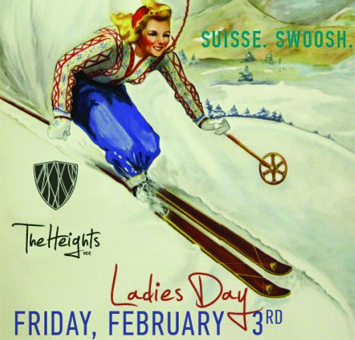 SUISSE. SWOOSH.
The Heights
Ladies Day
FRIDAY, FEBRUARY 3RD